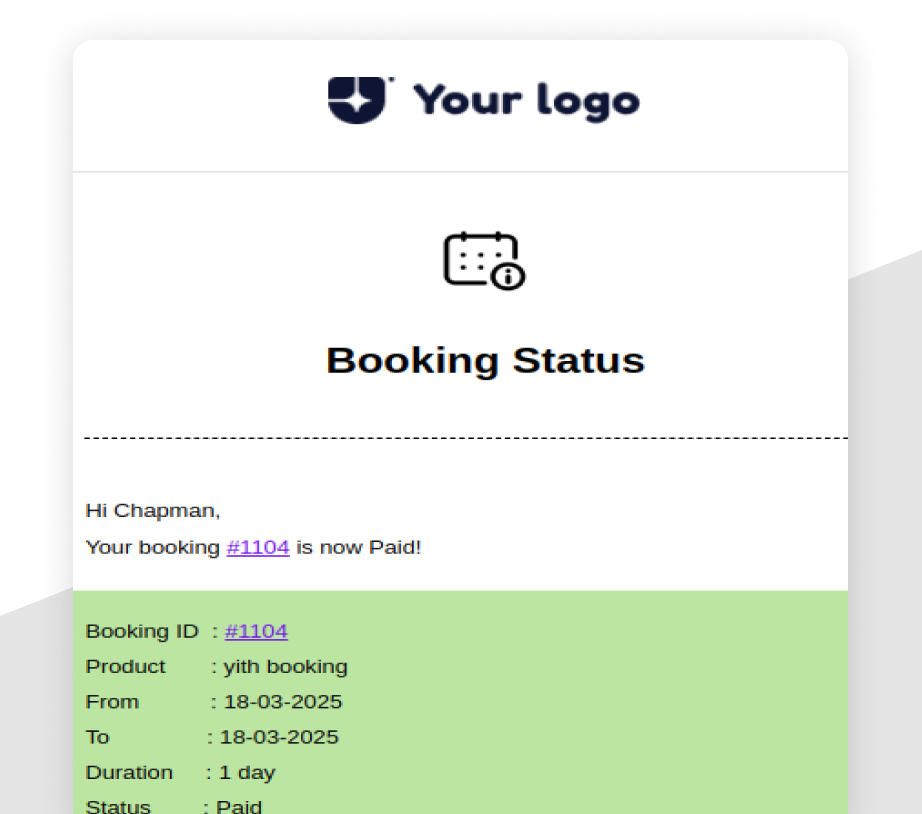 Your logo
Booking Status
Hi Chapman,
Your booking #1104 is now Paid!
Booking ID : #1104
Product : yith booking
From : 18-03-2025
To : 18-03-2025
Duration : 1 day
Status : Paid